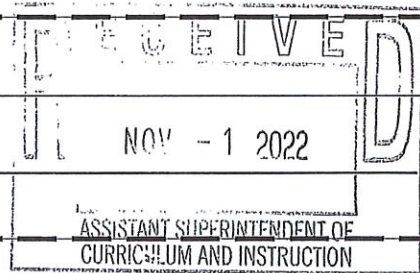 RECEIVED
NOV - 1 2022
ASSISTANT SUPERINTENDENT OF
CURRICULUM AND INSTRUCTION